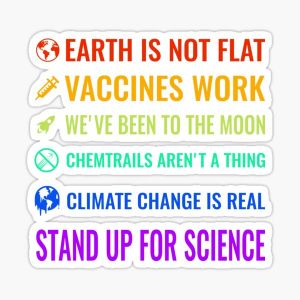 EARTH IS NOT FLAT
VACCINES WORK
WE'VE BEEN TO THE MOON
CHEMTRAILS AREN'T A THING
CLIMATE CHANGE IS REAL
STAND UP FOR SCIENCE